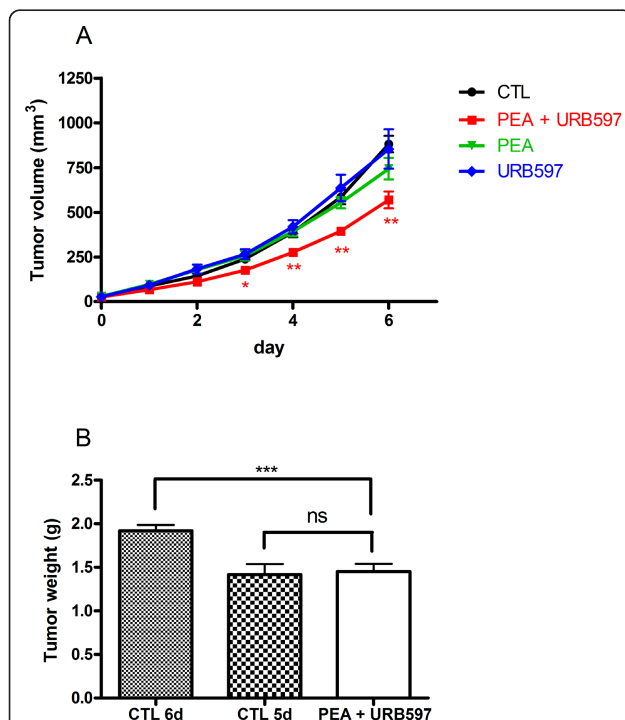 A
1250
1000
750
500
250
0
Tumor volume (mm³)
0 2 4 6
day
* ** ** **
CTL
PEA + URB597
PEA
URB597
B
2.5
2.0
1.5
1.0
0.5
0.0
Tumor weight (g)
***
ns
CTL 6d CTL 5d PEA + URB597